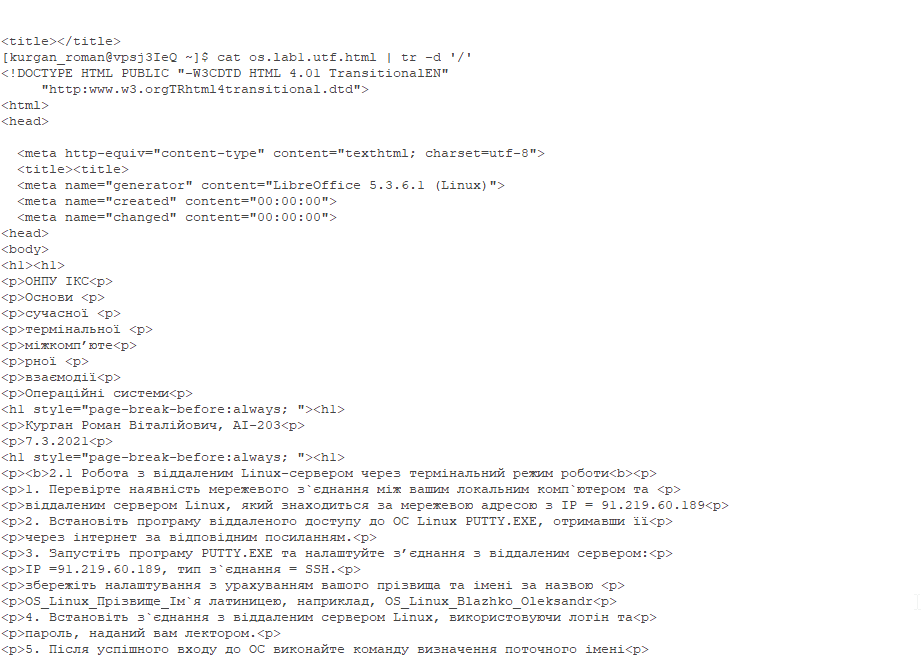 <title></title>
[kurgan_roman@vpsj3IeQ ~]$ cat os.lab1.utf.html | tr -d '/'
<!DOCTYPE HTML PUBLIC "-W3CDTD HTML 4.01 TransitionalEN"
"http:www.w3.orgTRhtml4transitional.dtd">
<html>
<head>
<meta http-equiv="content-type" content="texthtml; charset=utf-8">
<title><title>
<meta name="generator" content="LibreOffice 5.3.6.1 (Linux)">
<meta name="created" content="00:00:00">
<meta name="changed" content="00:00:00">
<head>
<body>
<h1><h1>
<p>ОНПУ ІКС<p>
<p>Основи <p>
<p>сучасної <p>
<p>термінальної <p>
<p>міжкомп’юте<p>
<p>рної <p>
<p>взаємодії<p>
<p>Операційні системи<p>
<h1 style="page-break-before:always; "><h1>
<p>Курган Роман Віталійович, АІ-203<p>
<p>7.3.2021<p>
<h1 style="page-break-before:always; "><h1>
<p><b>2.1 Робота з віддаленим Linux-сервером через термінальний режим роботи<b><p>
<p>1. Перевірте наявність мережевого з`єднання між вашим локальним комп`ютером та <p>
<p>віддаленим сервером Linux, який знаходиться за мережевою адресою з IP = 91.219.60.189<p>
<p>2. Встановіть програму віддаленого доступу до ОС Linux PUTTY.EXE, отримавши її<p>
<p>через інтернет за відповідним посиланням.<p>
<p>3. Запустіть програму PUTTY.EXE та налаштуйте з’єднання з віддаленим сервером:<p>
<p>IP =91.219.60.189, тип з`єднання = SSH.<p>
<p>збережіть налаштування з урахуванням вашого прізвища та імені за назвою <p>
<p>OS_Linux_Прізвище_Ім`я латиницею, наприклад, OS_Linux_Blazhko_Oleksandr<p>
<p>4. Встановіть з`єднання з віддаленим сервером Linux, використовуючи логін та<p>
<p>пароль, наданий вам лектором.<p>
<p>5. Після успішного входу до ОС виконайте команду визначення поточного імені<p>